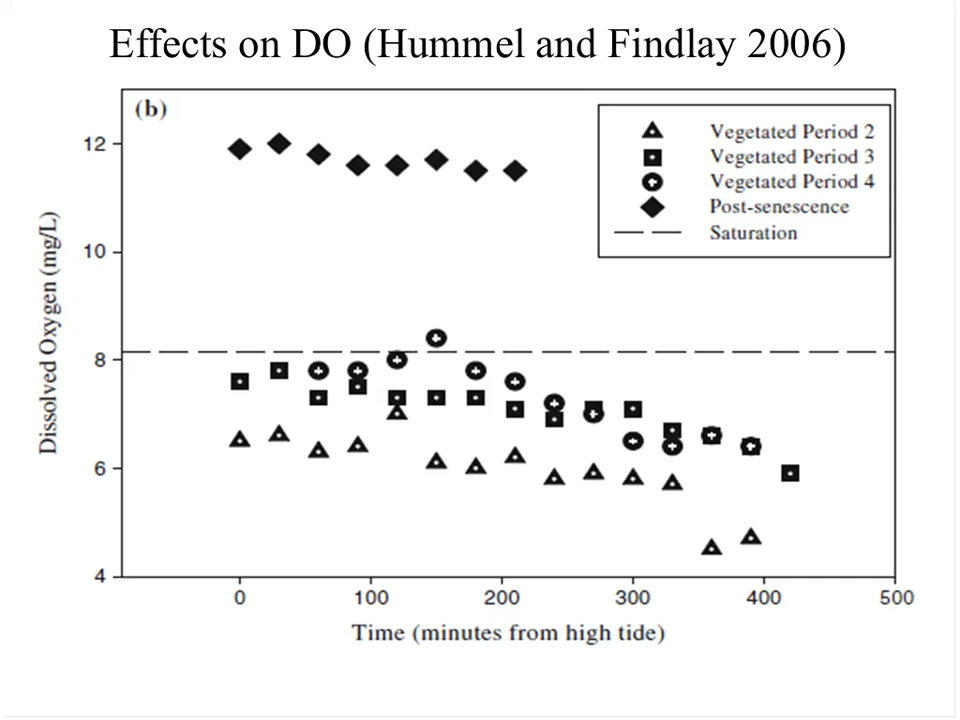 Effects on DO (Hummel and Findlay 2006)
(b)
Vegetated Period 2
Vegetated Period 3
Vegetated Period 4
Post-senescence
Saturation
12
10
8
6
4
Dissolved Oxygen (mg/L)
0 100 200 300 400 500
Time (minutes from high tide)